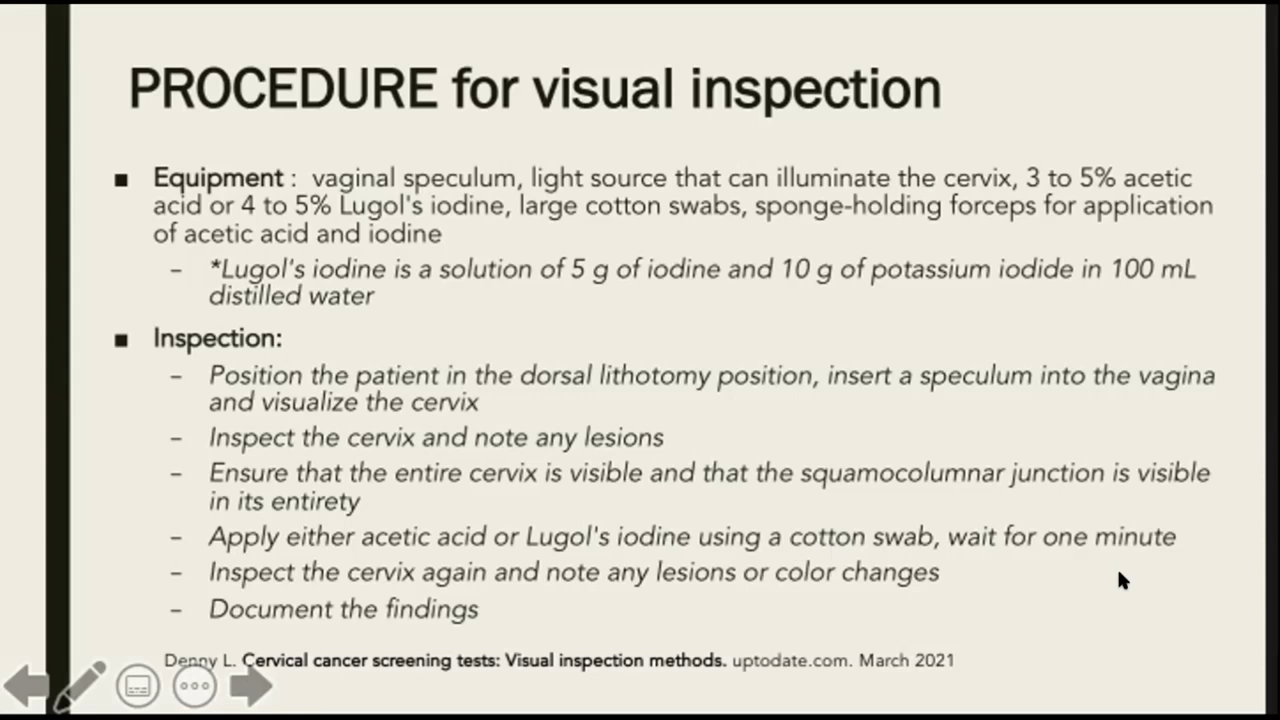 PROCEDURE for visual inspection
■ Equipment : vaginal speculum, light source that can illuminate the cervix, 3 to 5% acetic
acid or 4 to 5% Lugol's iodine, large cotton swabs, sponge-holding forceps for application
of acetic acid and iodine
– *Lugol's iodine is a solution of 5 g of iodine and 10 g of potassium iodide in 100 mL
distilled water
■ Inspection:
– Position the patient in the dorsal lithotomy position, insert a speculum into the vagina
and visualize the cervix
– Inspect the cervix and note any lesions
– Ensure that the entire cervix is visible and that the squamocolumnar junction is visible
in its entirety
– Apply either acetic acid or Lugol's iodine using a cotton swab, wait for one minute
– Inspect the cervix again and note any lesions or color changes
– Document the findings
Denny L. Cervical cancer screening tests: Visual inspection methods. uptodate.com. March 2021